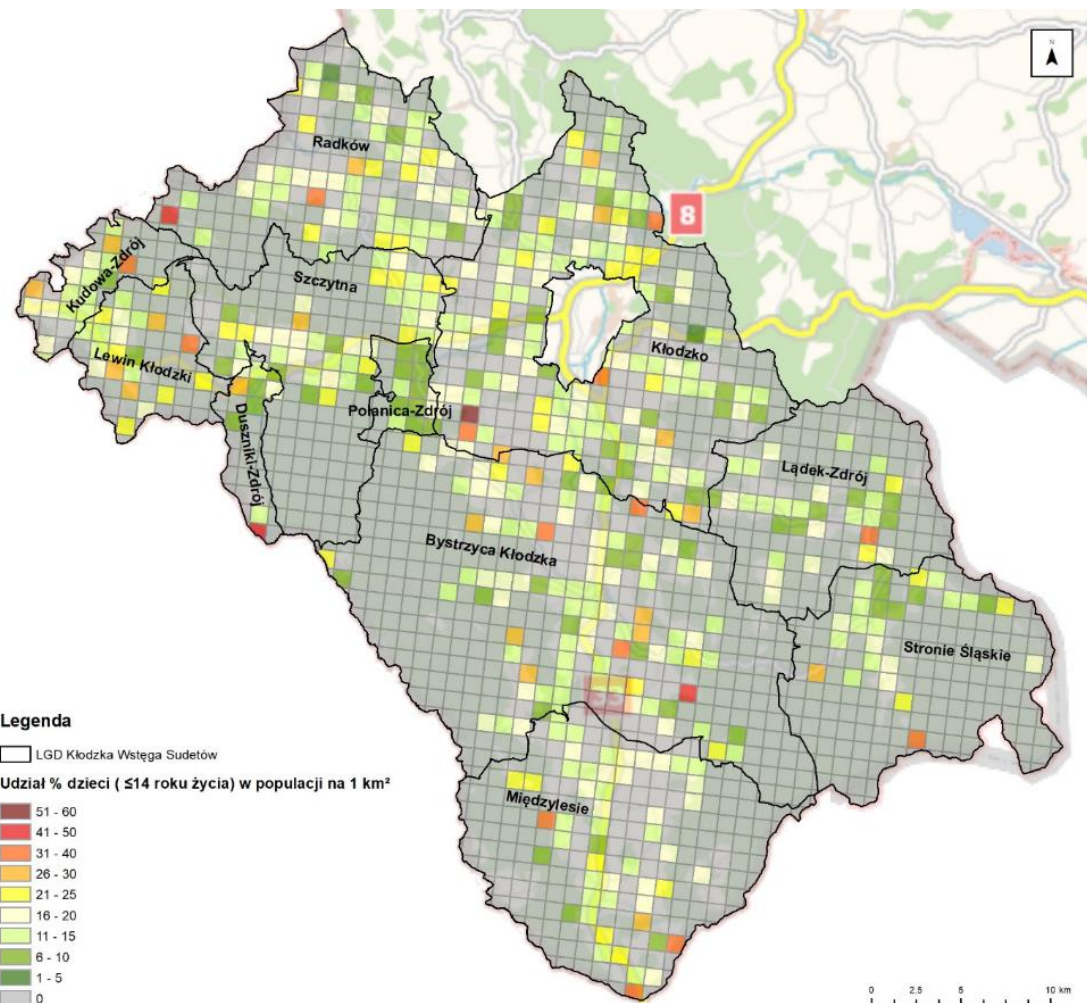 N
8
Radków
Kudowa-Zdrój
Szczytna
Kłodzko
Lewin Kłodzki
Polanica-Zdrój
Duszniki-Zdrój
Lądek-Zdrój
Bystrzyca Kłodzka
Stronie Śląskie
33
Międzylesie
Legenda
LGD Kłodzka Wstęga Sudetów
Udział % dzieci ( ≤14 roku życia) w populacji na 1 km²
51 - 60
41 - 50
31 - 40
26 - 30
21 - 25
16 - 20
11 - 15
6 - 10
1 - 5
0
0 2,5 5 10 km